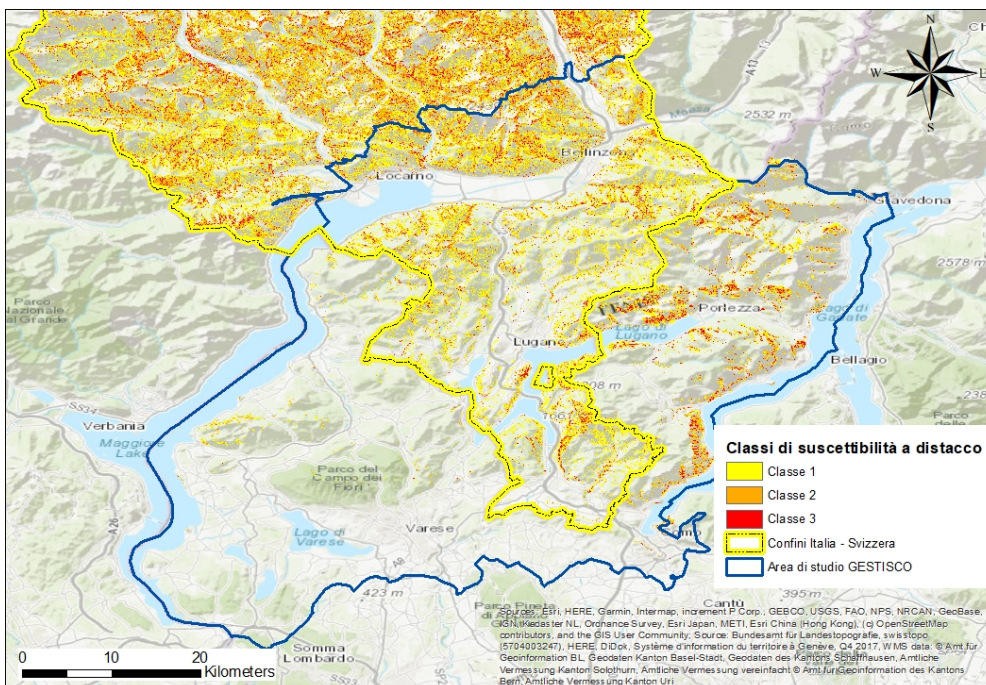 N
W
L
S
A13
Moesa
2532 m
Bellinzon
Locarno
Gravedona
2578 m
Parco
Nazionale
al Grande
Porlezza
Lugano
Lago di
Lugano
Bellagio
Verbania
Maggiore
Lake
SS34
A26
Parco del
Campo dei
Fiori
Lago di
Varese
Varese
423 m
Somma
Lombardo
Cantù
395 m
Classi di suscettibilità a distacco
Classe 1
Classe 2
Classe 3
Confini Italia - Svizzera
Area di studio GESTISCO
Sources: Esri, HERE, Garmin, Intermap, increment P Corp., GEBCO, USGS, FAO, NPS, NRCAN, GeoBase,
IGN, Kadaster NL, Ordnance Survey, Esri Japan, METI, Esri China (Hong Kong), (c) OpenStreetMap
contributors, and the GIS User Community, Source: Bundesamt für Landestopografie, swisstopo
(5704003247), HERE, DiDok, Système d'information du territoire à Genève, Q4 2017, WMS data: © Amt für
Geoinformation BL, Geodaten Kanton Basel-Stadt, Geodaten des Kantons Schaffhausen, Amtliche
Vermessung Kanton Solothurn, Amtliche Vermessung vereinfacht © Amt für Geoinformation des Kantons
Bern, Amtliche Vermessung Kanton Uri
0 10 20
Kilometers